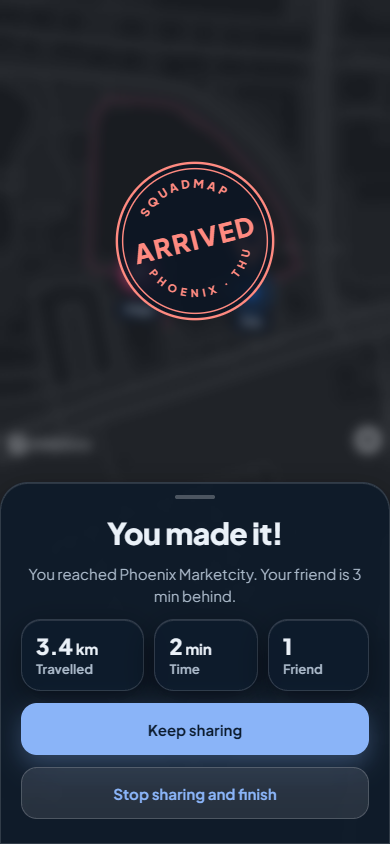 SQUADMAP
ARRIVED
PHOENIX · THU
You made it!
You reached Phoenix Marketcity. Your friend is 3
min behind.
3.4 km
Travelled
2 min
Time
1
Friend
Keep sharing
Stop sharing and finish